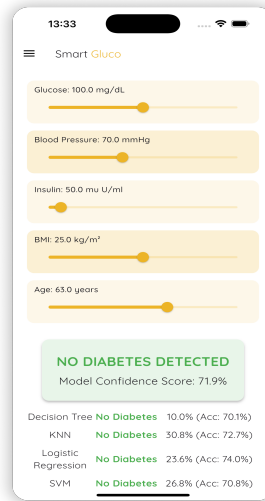 13:33
Smart Gluco
Glucose: 100.0 mg/dL
Blood Pressure: 70.0 mmHg
Insulin: 50.0 mu U/ml
BMI: 25.0 kg/m²
Age: 63.0 years
NO DIABETES DETECTED
Model Confidence Score: 71.9%
Decision Tree No Diabetes 10.0% (Acc: 70.1%)
KNN No Diabetes 30.8% (Acc: 72.7%)
Logistic
Regression No Diabetes 23.6% (Acc: 74.0%)
SVM No Diabetes 26.8% (Acc: 70.8%)